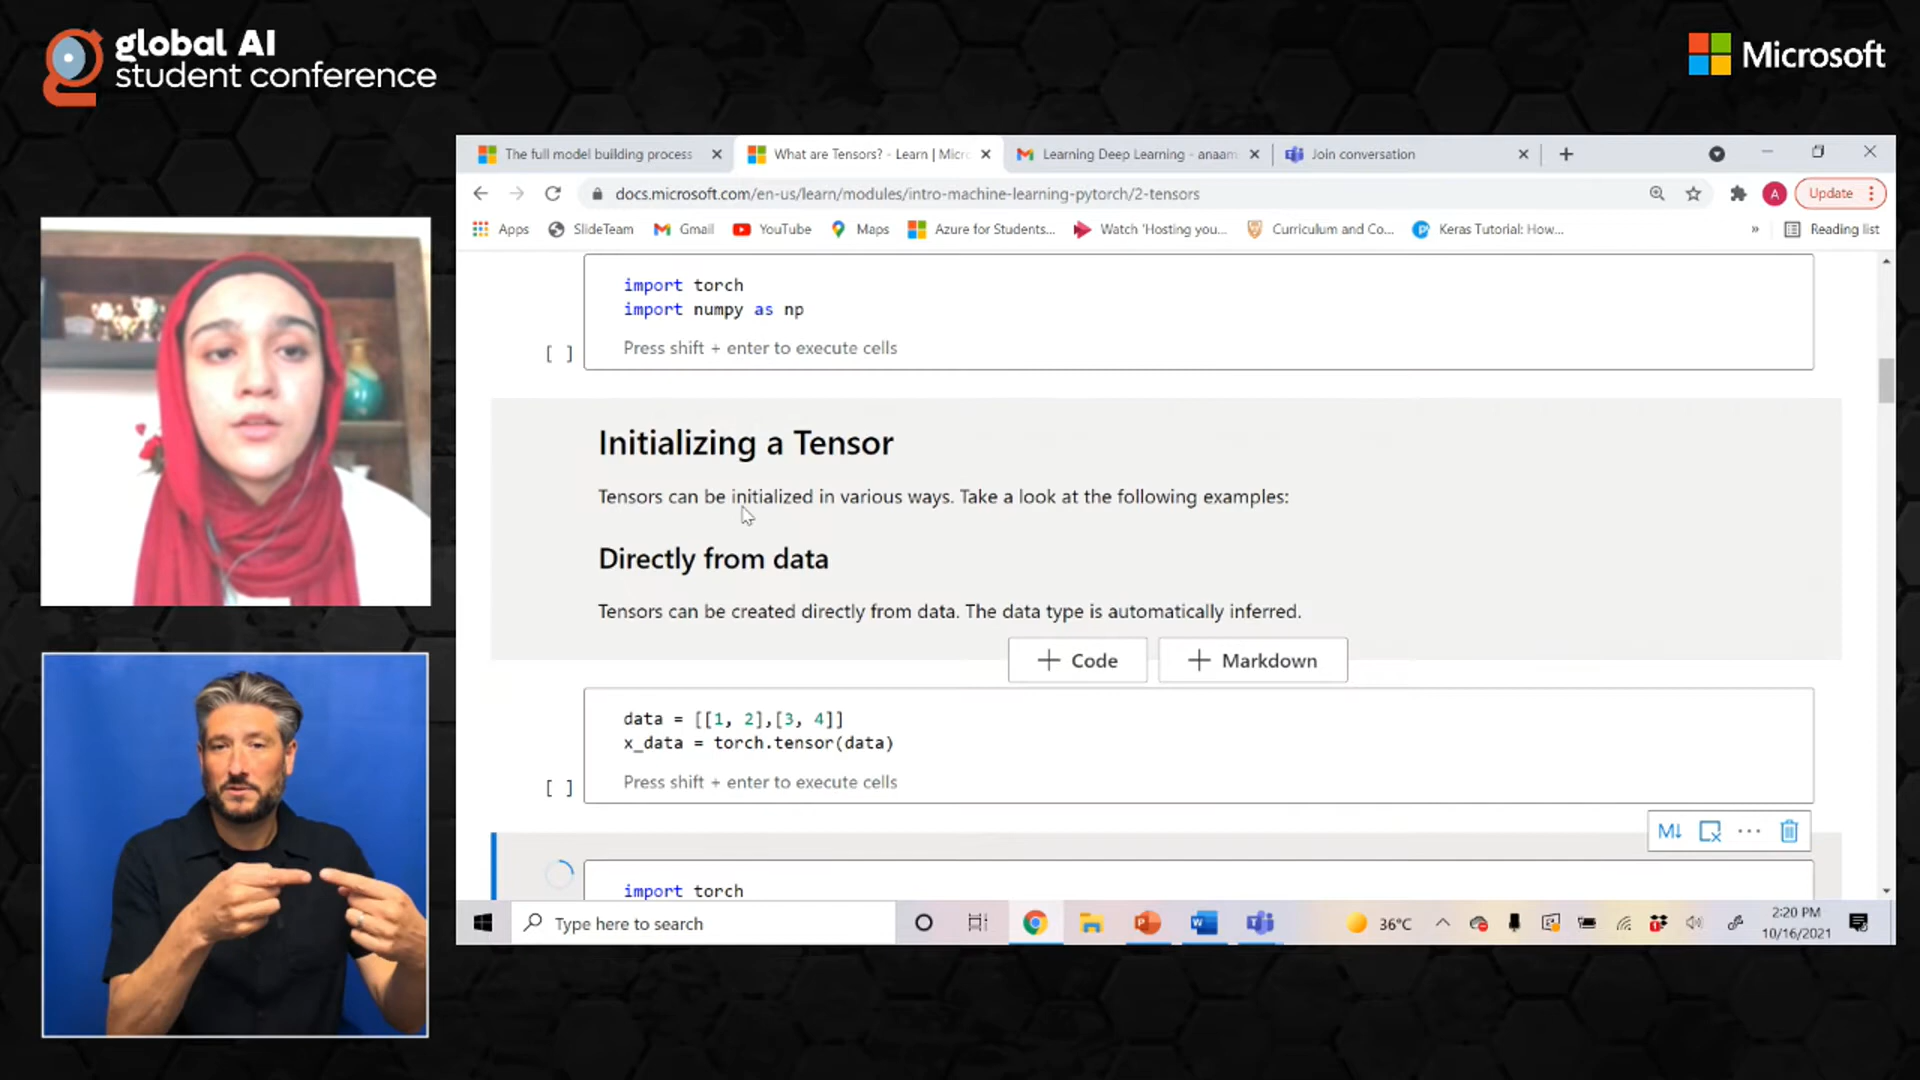 global AI
student conference
Microsoft
The full model building process
What are Tensors? - Learn | Micr
Learning Deep Learning - anaam
Join conversation
docs.microsoft.com/en-us/learn/modules/intro-machine-learning-pytorch/2-tensors
A
Update
Apps
SlideTeam
Gmail
YouTube
Maps
Azure for Students...
Watch 'Hosting you...
Curriculum and Co...
Keras Tutorial: How...
»
Reading list
import torch
import numpy as np
Press shift + enter to execute cells
[ ]
Initializing a Tensor
Tensors can be initialized in various ways. Take a look at the following examples:
Directly from data
Tensors can be created directly from data. The data type is automatically inferred.
+ Code
+ Markdown
data = [[1, 2],[3, 4]]
x_data = torch.tensor(data)
Press shift + enter to execute cells
[ ]
M↓
import torch
Type here to search
36°C
2:20 PM
10/16/2021